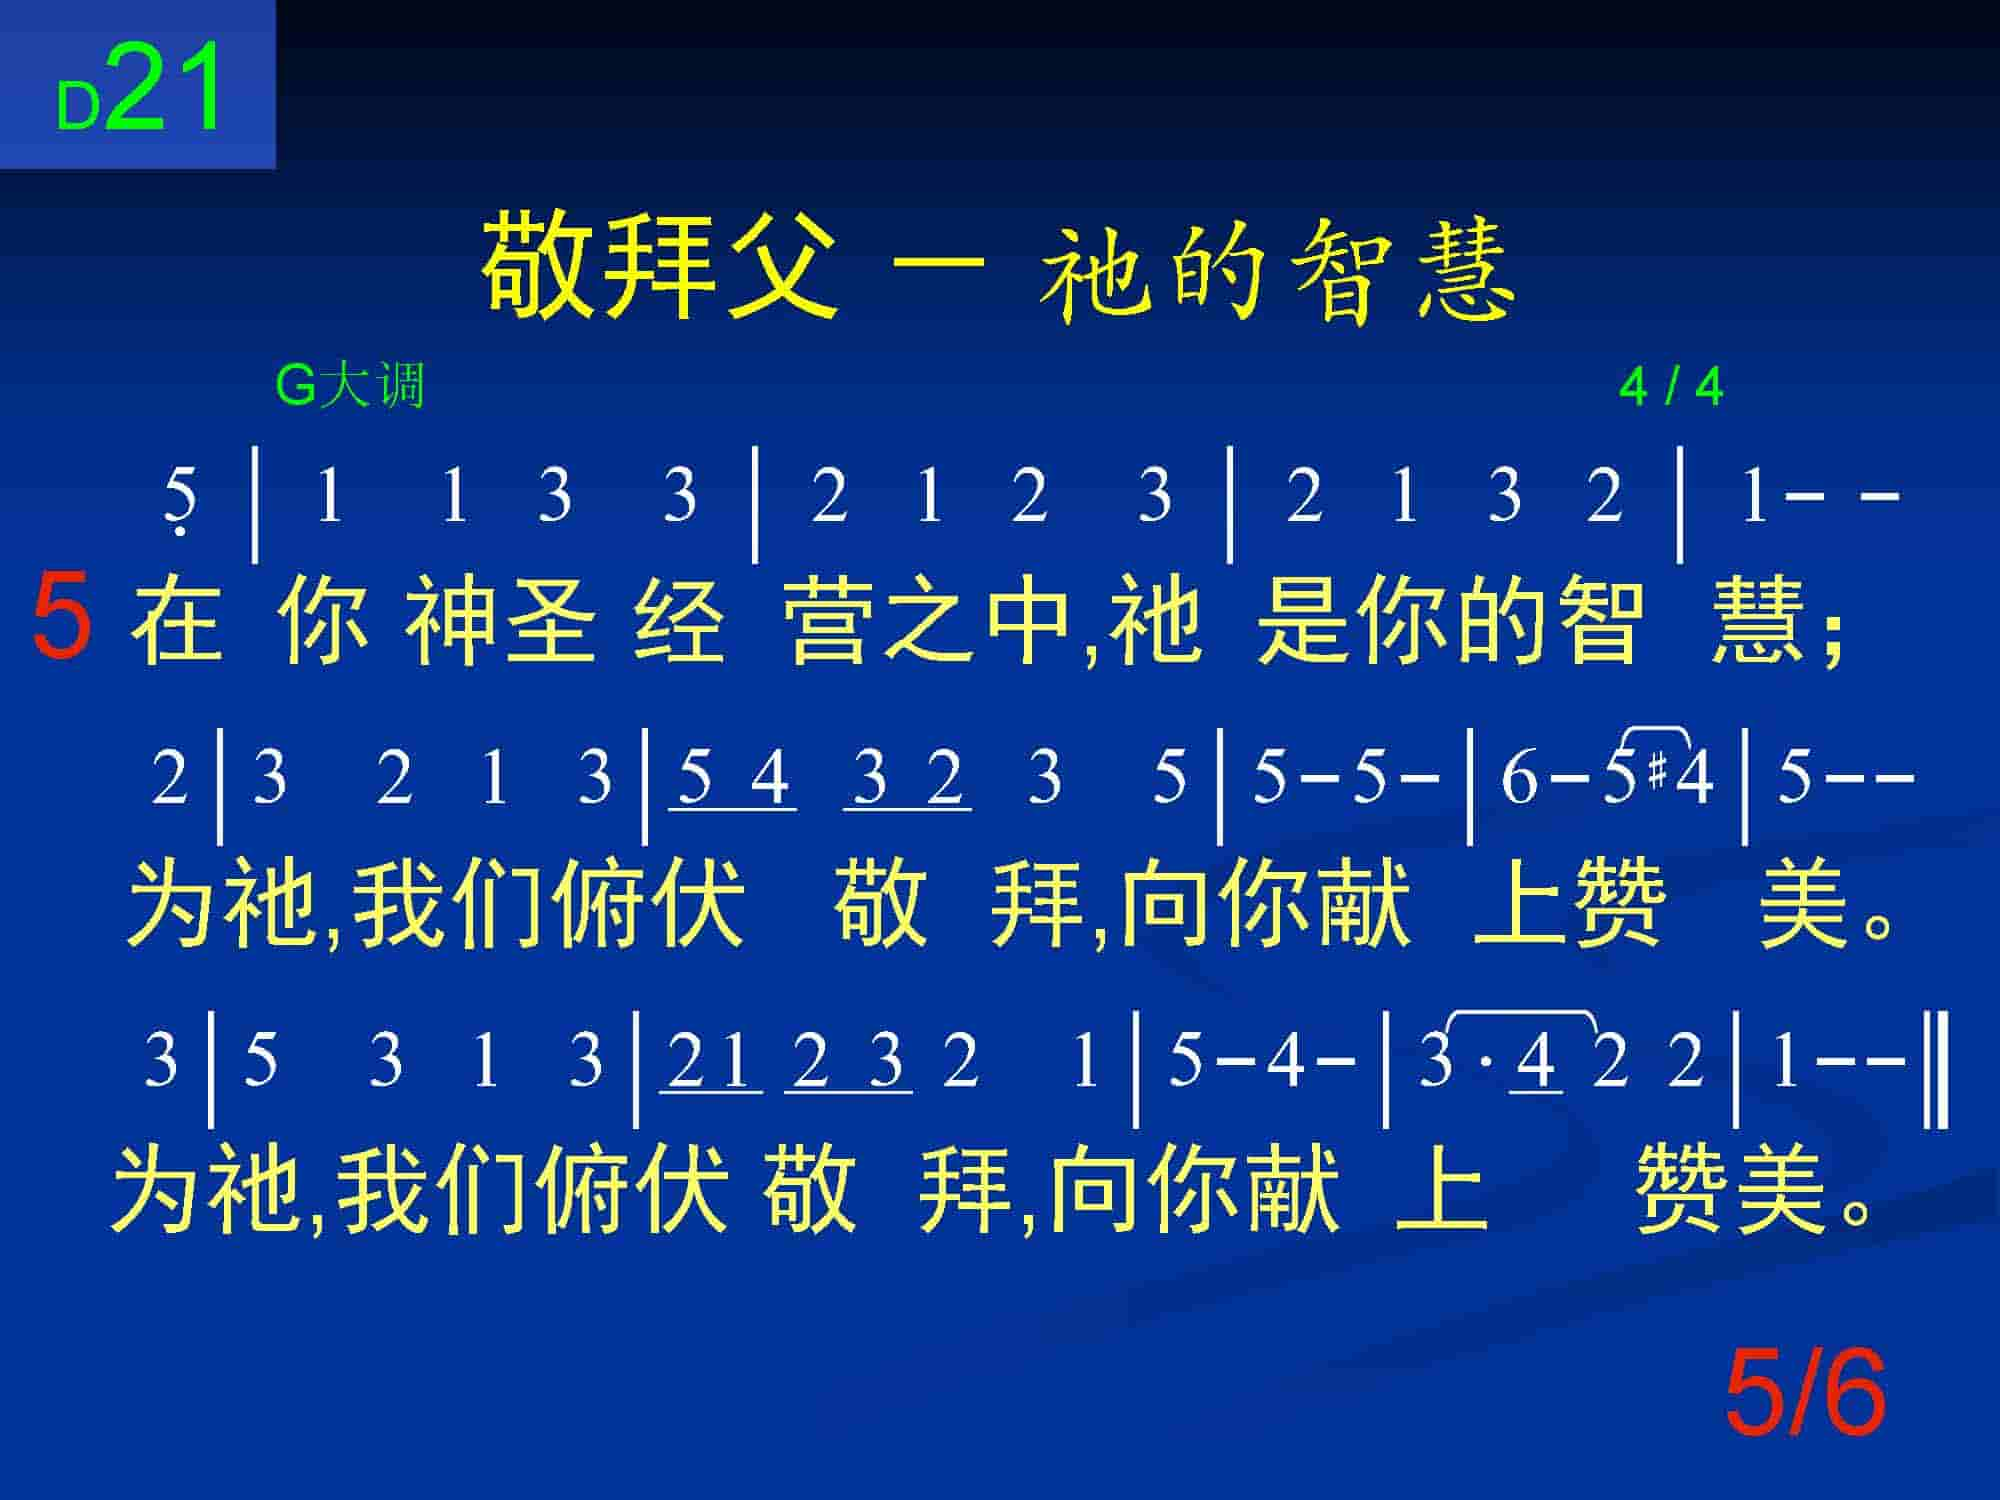 D21
敬拜父 － 祂的智慧
G大调 4 / 4
5̣ | 1 1 3 3 | 2 1 2 3 | 2 1 3 2 | 1 – –
5 在 你 神圣 经 营之中,祂 是你的智 慧；
2 | 3 2 1 3 | 5 4 3 2 3 5 | 5 – 5 – | 6 – 5 #4 | 5 – –
为祂,我们俯伏 敬 拜,向你献 上赞 美。
3 | 5 3 1 3 | 2 1 2 3 2 1 | 5 – 4 – | 3 · 4 2 2 | 1 – – ||
为祂,我们俯伏 敬 拜,向你献 上 赞美。
5/6